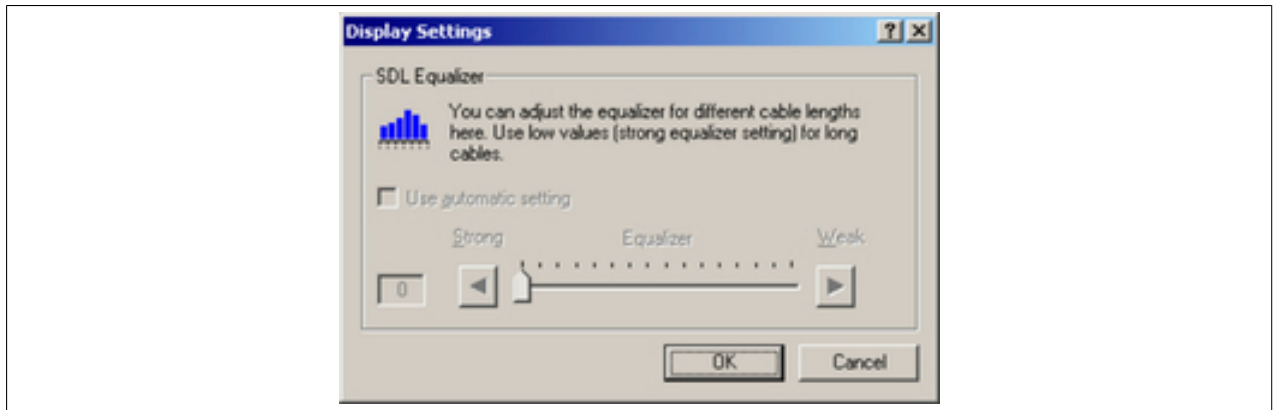 Display Settings
SDL Equalizer
You can adjust the equalizer for different cable lengths
here. Use low values (strong equalizer setting) for long
cables.
Use automatic setting
Strong Equalizer Weak
0
OK Cancel